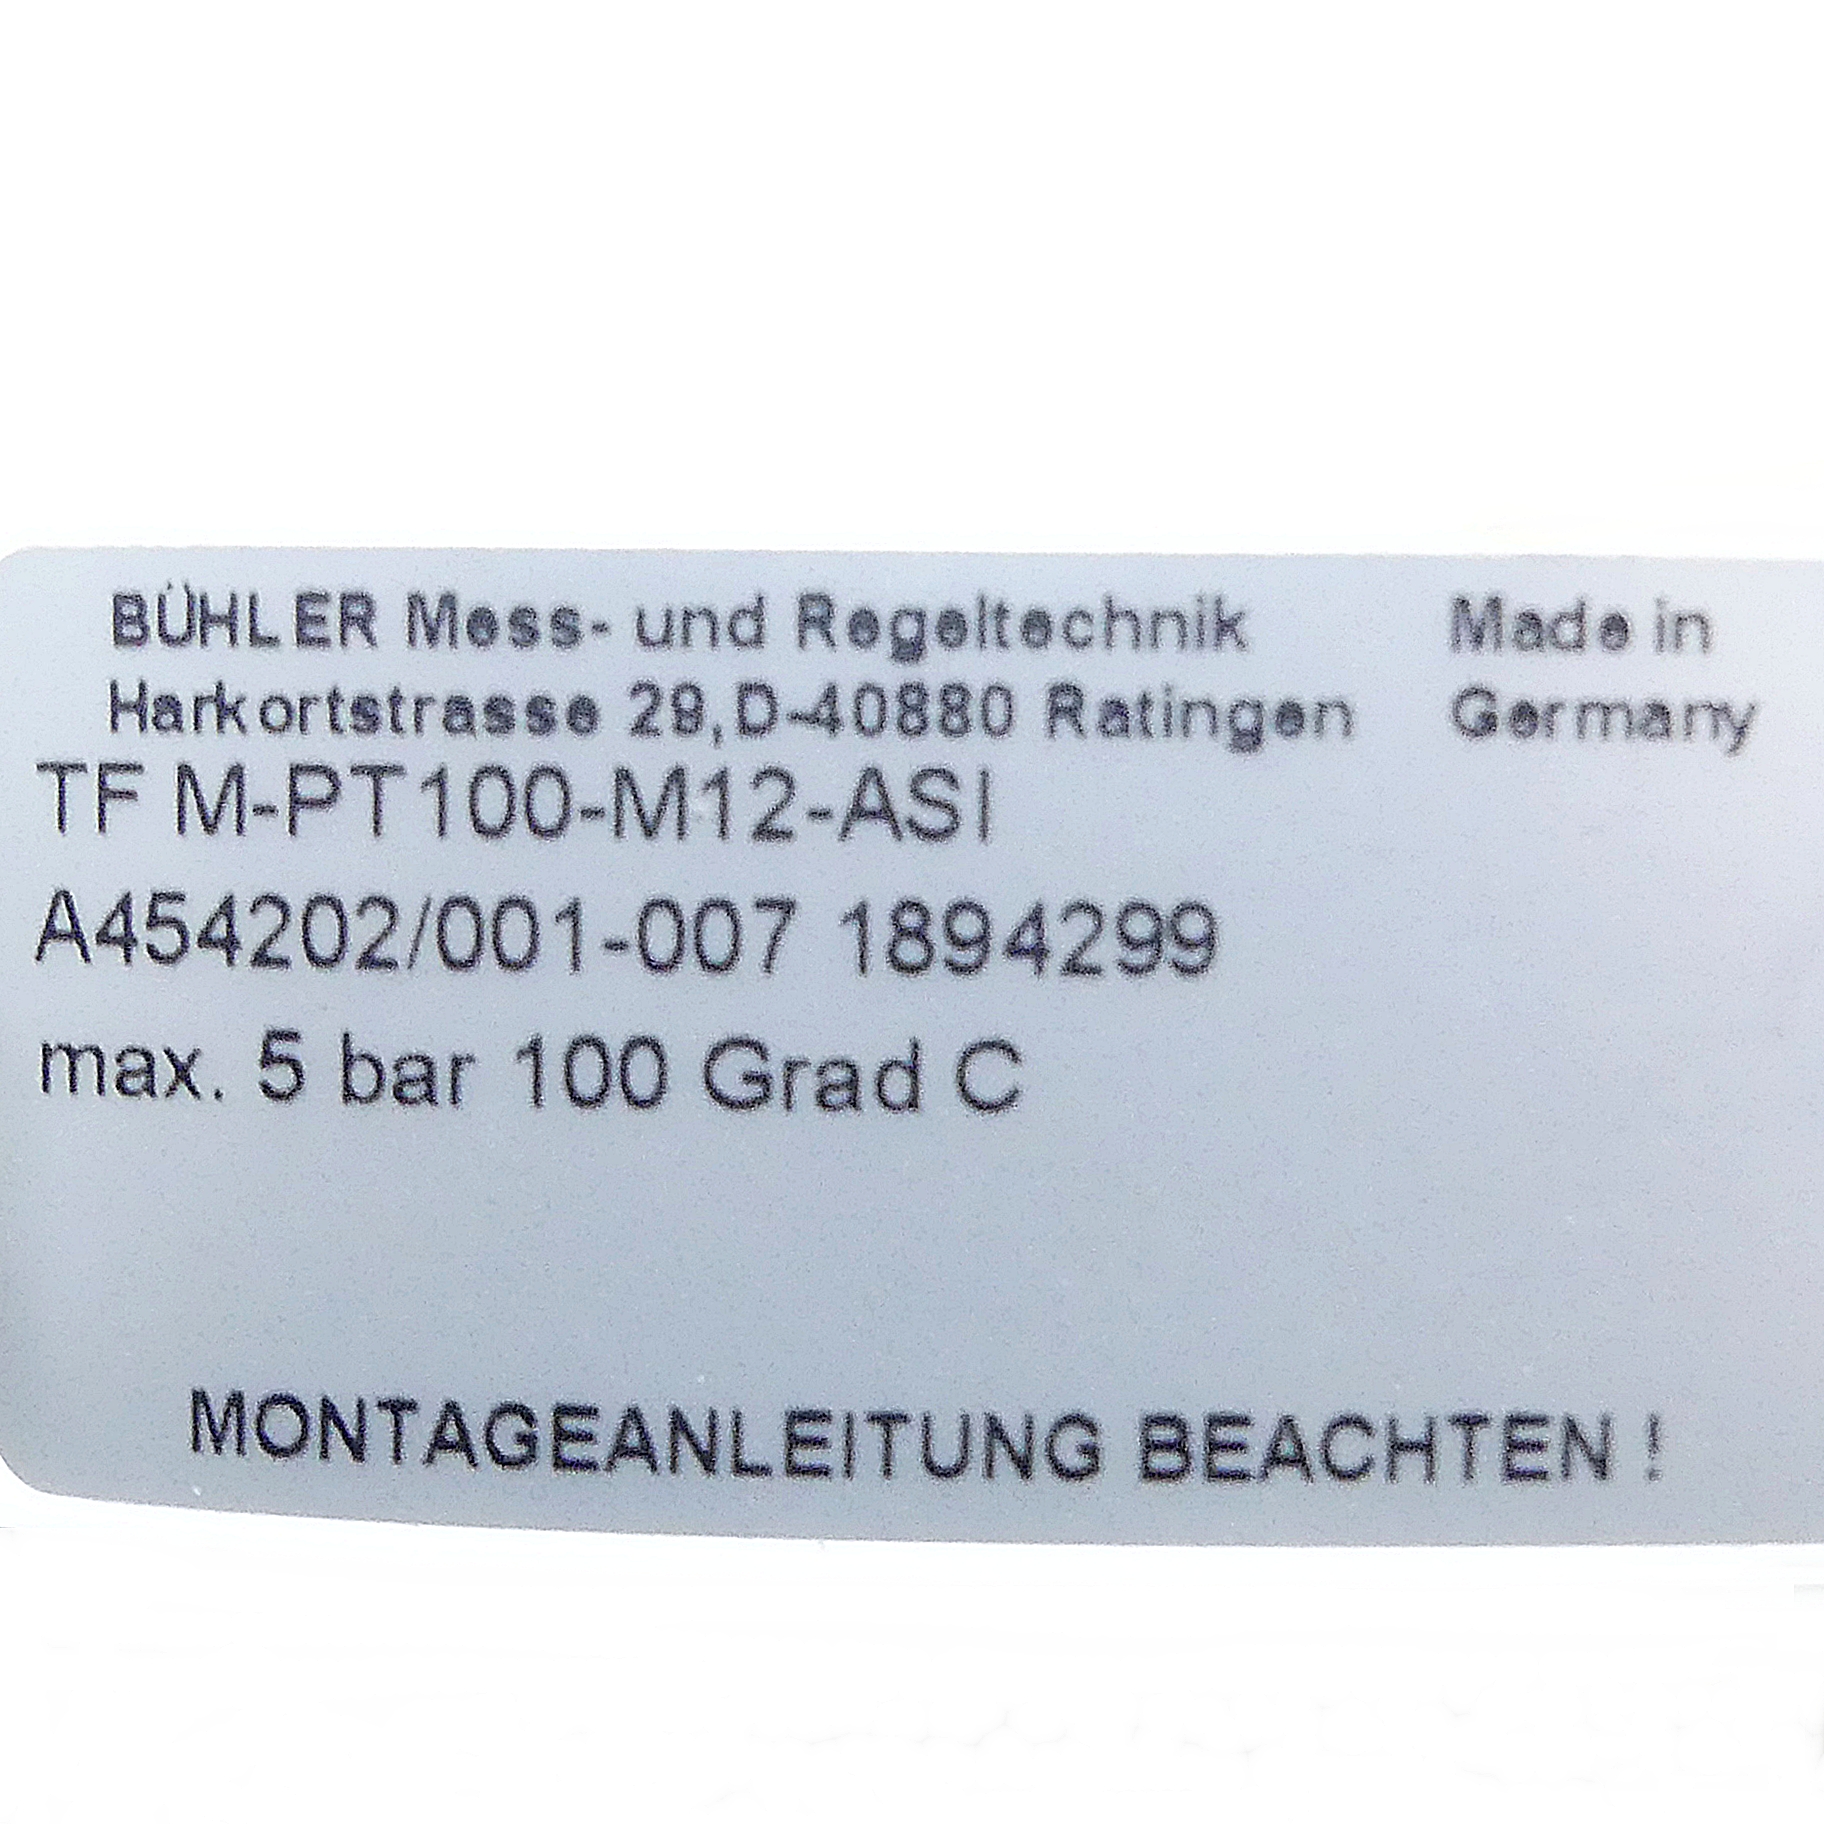 BÜHLER Mess- und Regeltechnik Made in
Harkortstrasse 29, D-40880 Ratingen Germany
TF M-PT100-M12-ASI
A454202/001-007 1894299
max. 5 bar 100 Grad C
MONTAGEANLEITUNG BEACHTEN !